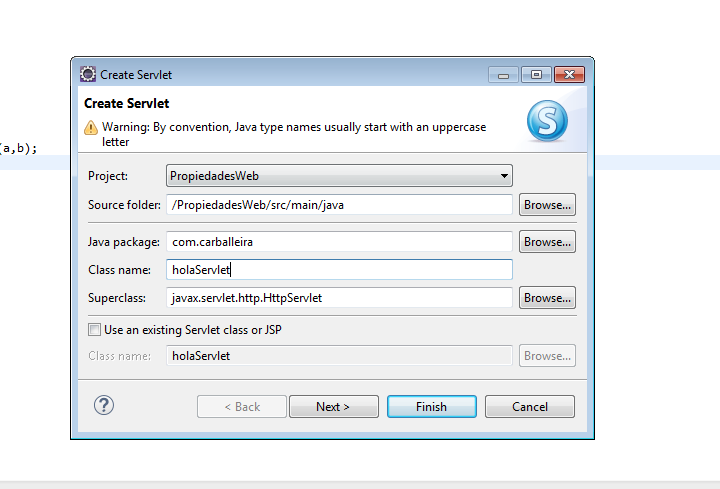 Create Servlet
Create Servlet
Warning: By convention, Java type names usually start with an uppercase
letter
S
(a,b);
Project: PropiedadesWeb
Source folder: /PropiedadesWeb/src/main/java Browse...
Java package: com.carballeira Browse...
Class name: holaServlet
Superclass: javax.servlet.http.HttpServlet Browse...
Use an existing Servlet class or JSP
Class name: holaServlet Browse...
? < Back Next > Finish Cancel